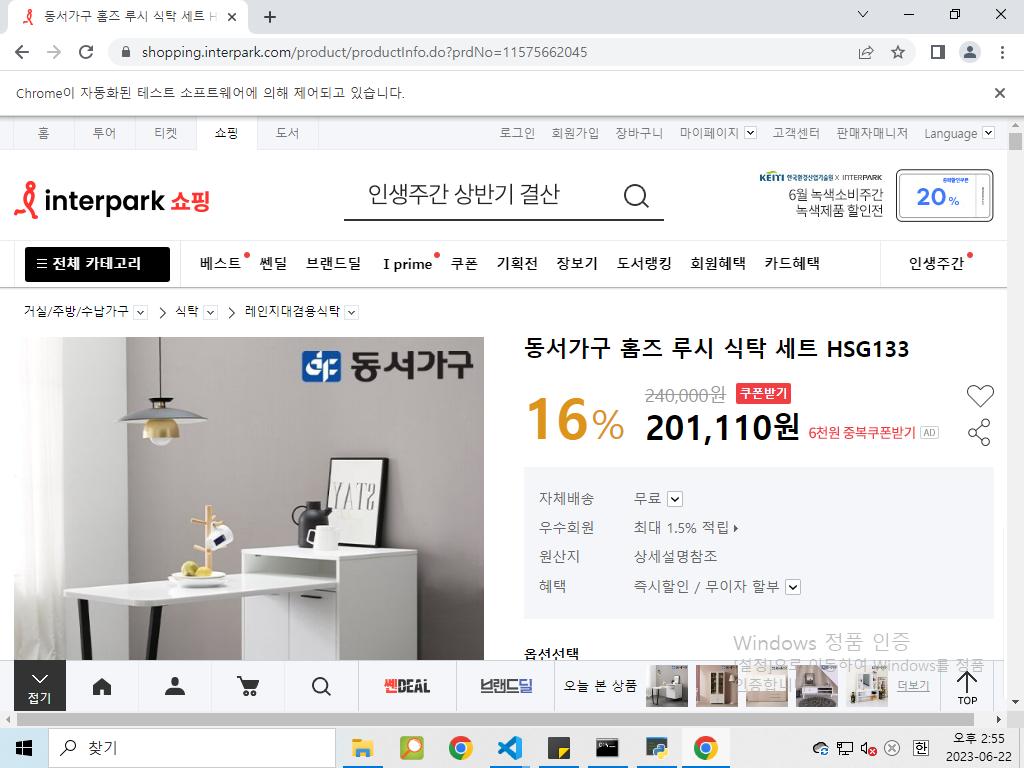 동서가구 홈즈 루시 식탁 세트 H
shopping.interpark.com/product/productInfo.do?prdNo=11575662045
Chrome이 자동화된 테스트 소프트웨어에 의해 제어되고 있습니다.
홈 투어 티켓 쇼핑 도서 로그인 회원가입 장바구니 마이페이지 고객센터 판매자매니저 Language
interpark 쇼핑
인생주간 상반기 결산
KEITI 한국환경산업기술원 X INTERPARK
6월 녹색소비주간
녹색제품 할인전
중복할인쿠폰
20%
전체 카테고리 베스트 쎈딜 브랜드딜 I prime 쿠폰 기획전 장보기 도서랭킹 회원혜택 카드혜택 인생주간
거실/주방/수납가구 식탁 레인지대겸용식탁
동서가구
STAY
동서가구 홈즈 루시 식탁 세트 HSG133
16%
240,000원 쿠폰받기
201,110원 6천원 중복쿠폰받기 AD
자체배송 무료
우수회원 최대 1.5% 적립
원산지 상세설명참조
혜택 즉시할인 / 무이자 할부
옵션선택
Windows 정품 인증
[설정]으로 이동하여 Windows를 정품
인증합니
접기
쎈DEAL
브랜드딜
오늘 본 상품
더보기
TOP
찾기
한
오후 2:55
2023-06-22